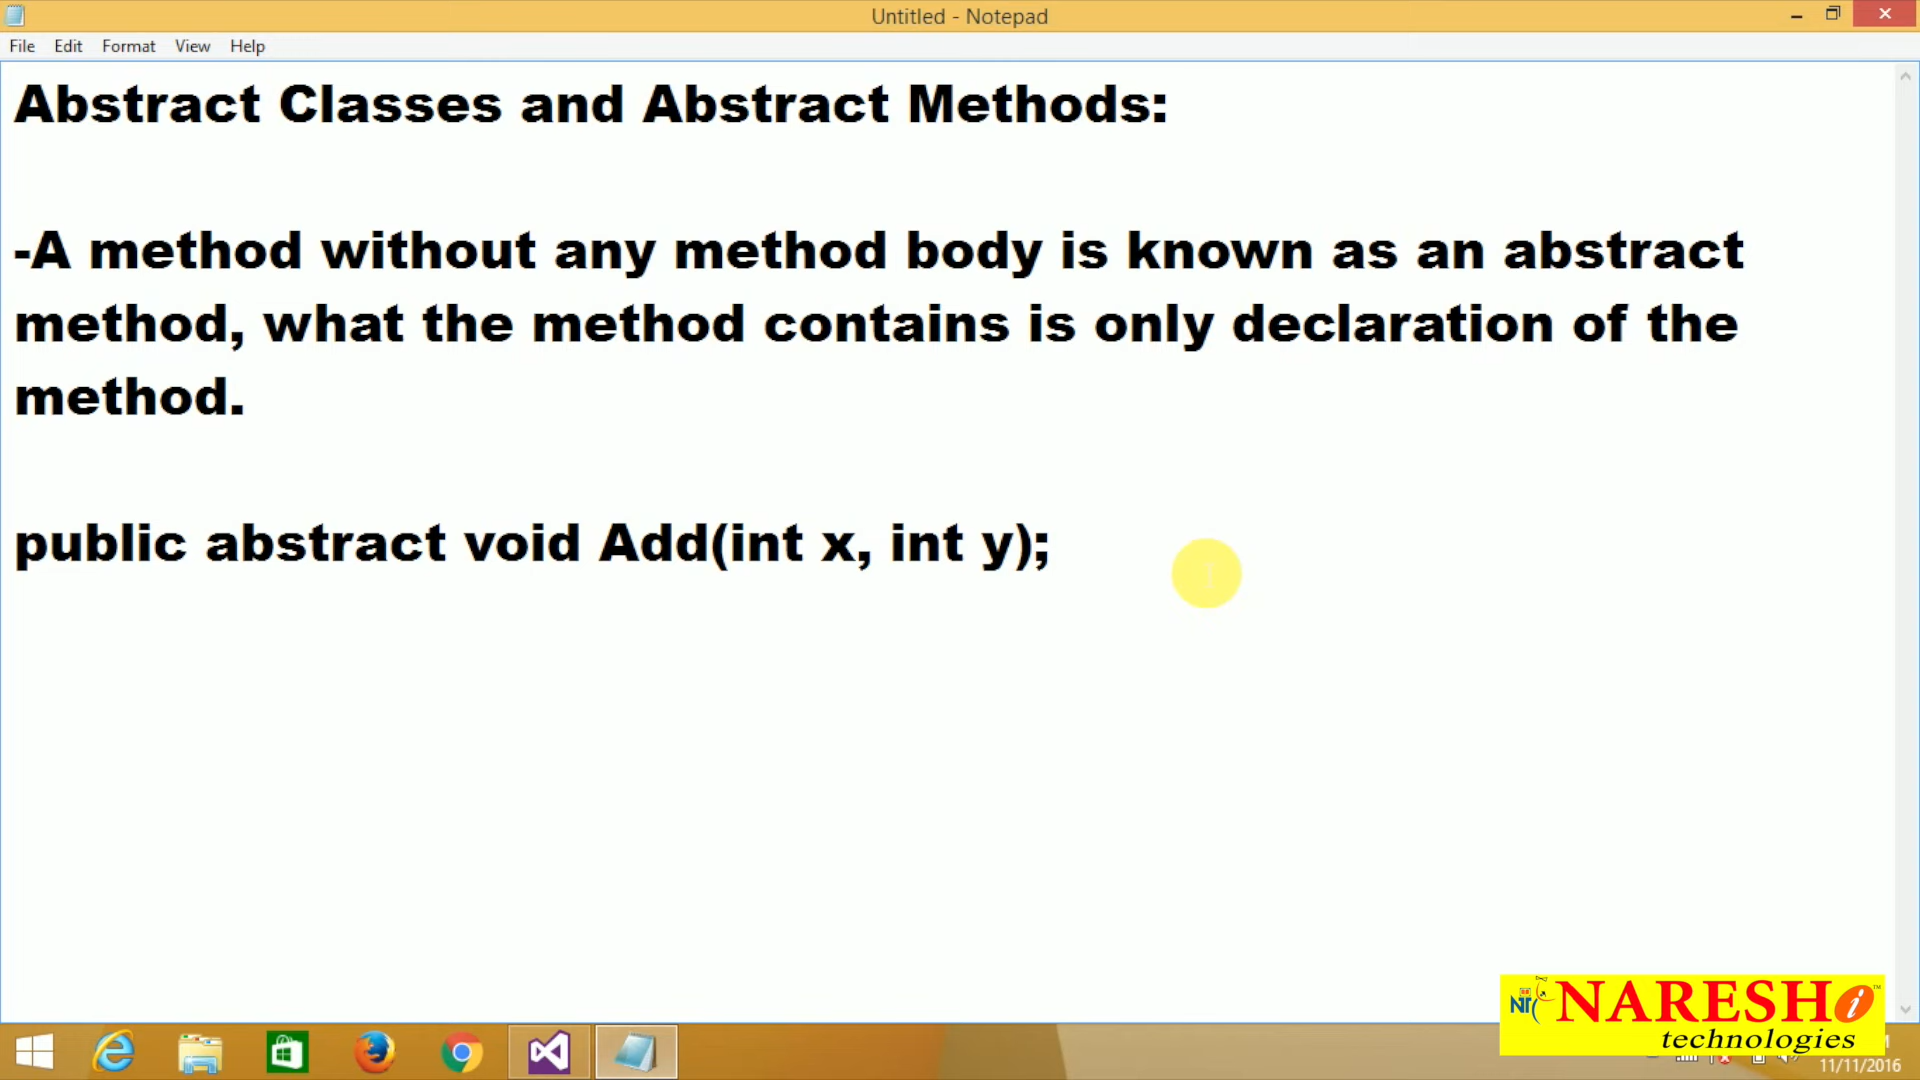 Untitled - Notepad
File Edit Format View Help
Abstract Classes and Abstract Methods:
-A method without any method body is known as an abstract
method, what the method contains is only declaration of the
method.
public abstract void Add(int x, int y);
NARESH i ™
technologies
11/11/2016